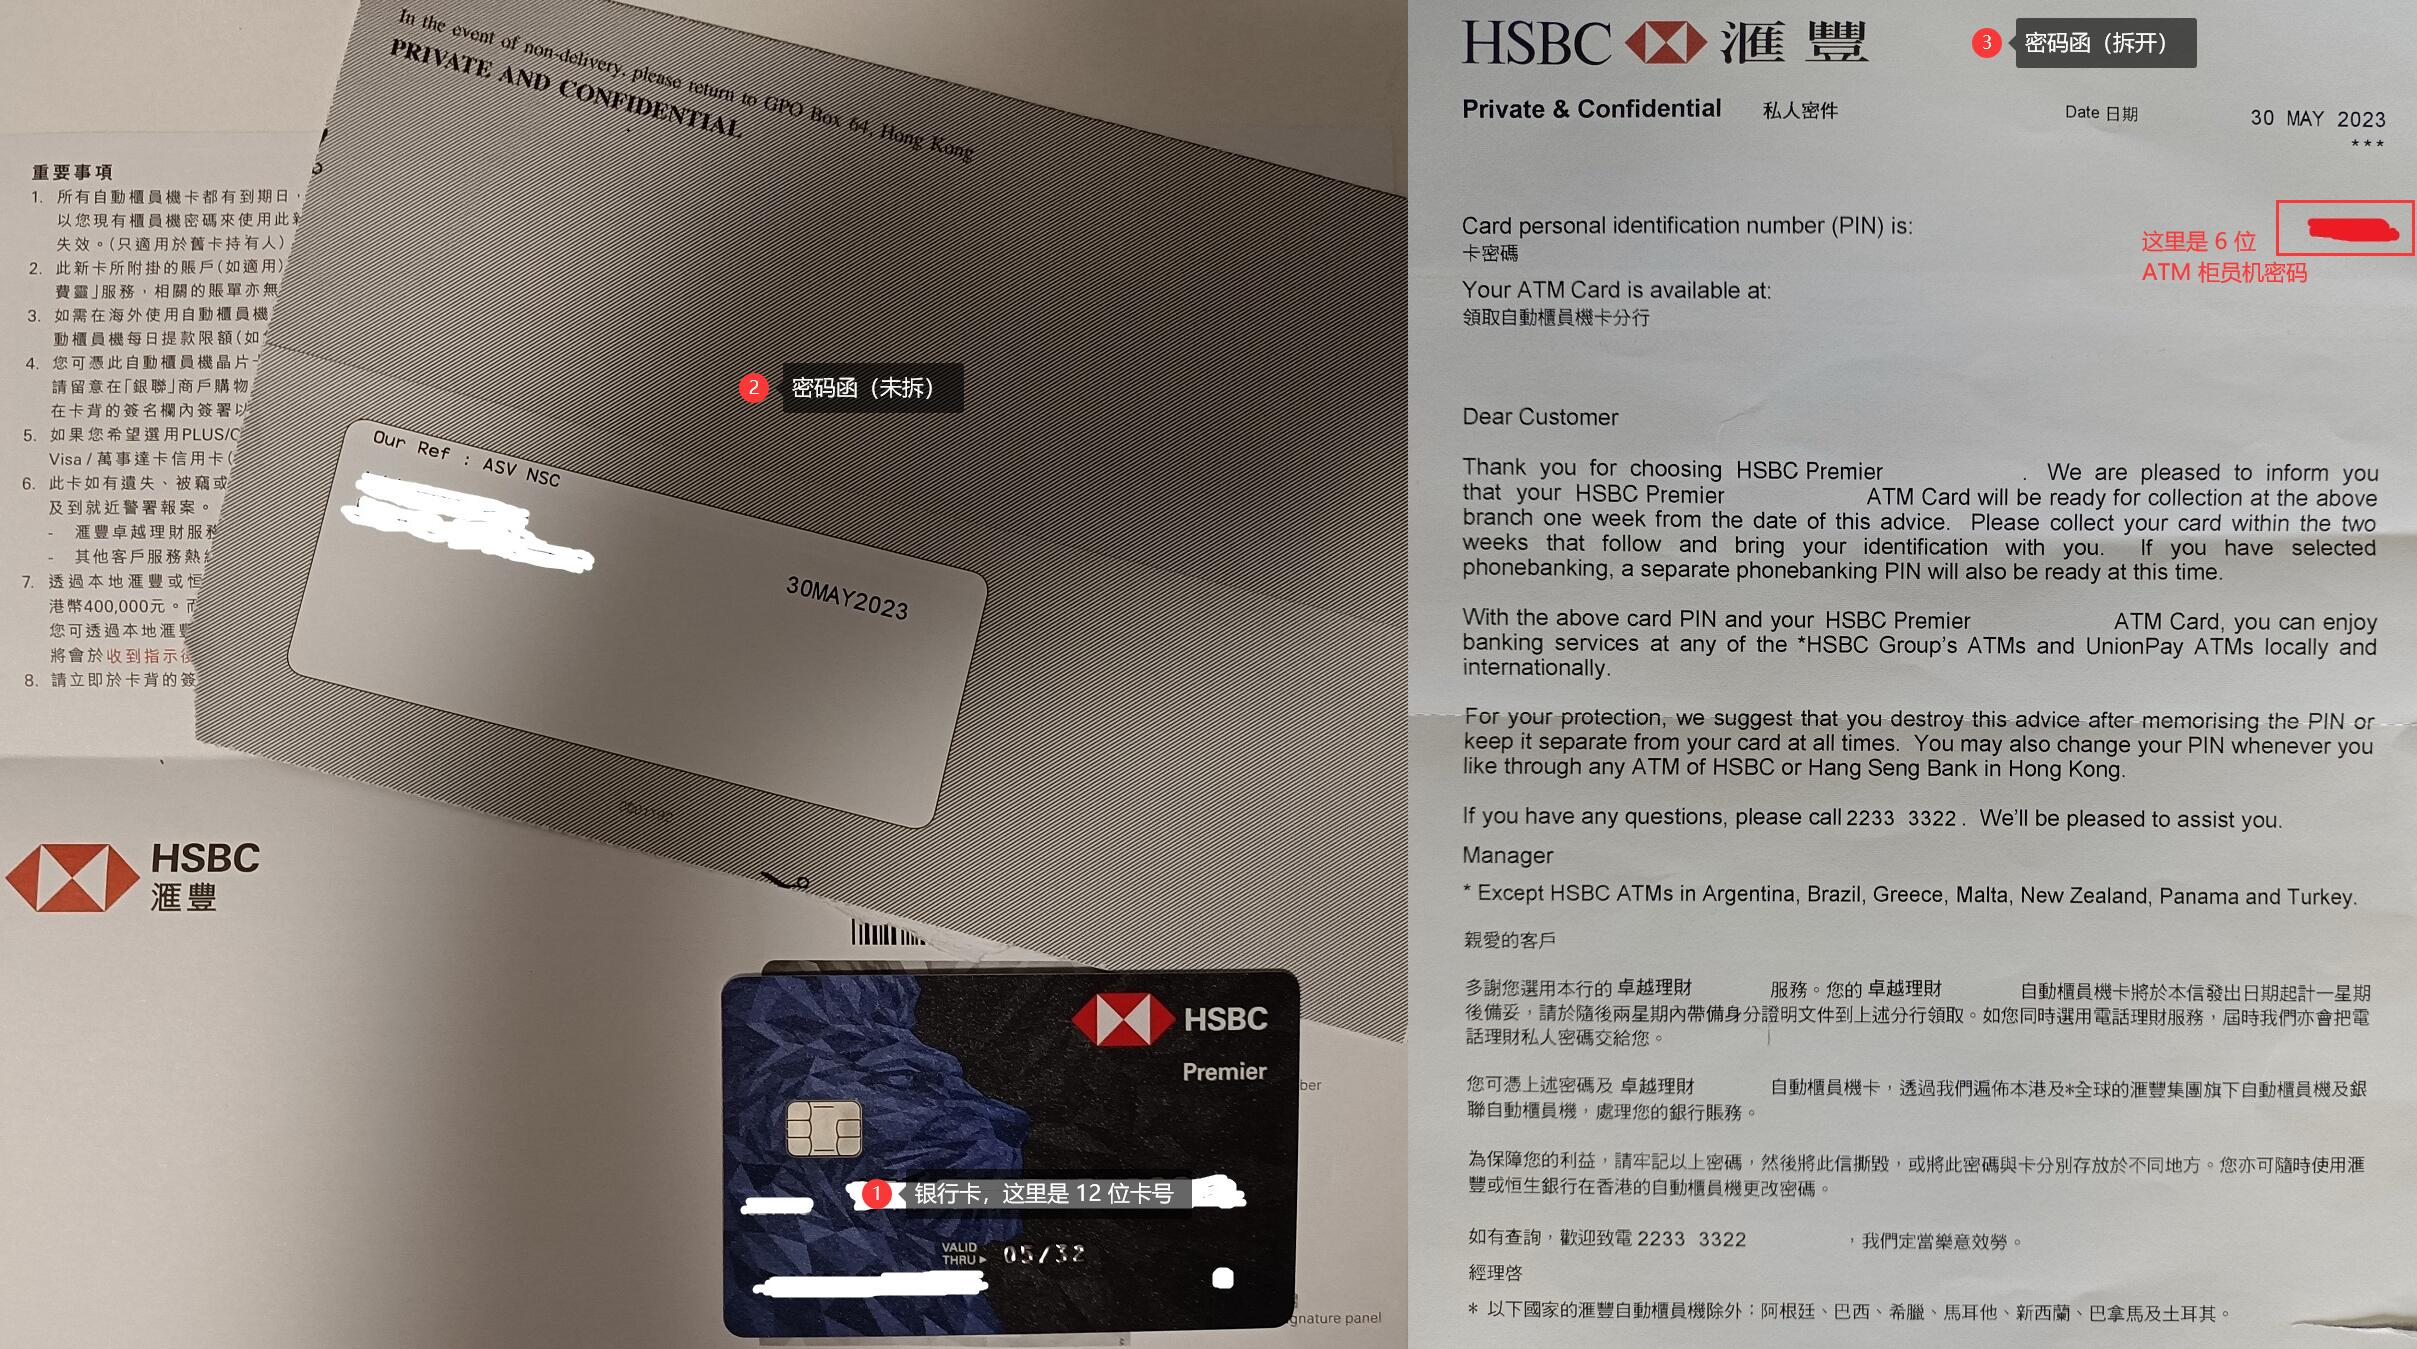 In the event of non-delivery, please return to GPO Box 64, Hong Kong
PRIVATE AND CONFIDENTIAL
重要事項
1. 所有自動櫃員機卡都有到期日，
以您現有櫃員機密碼來使用此新
失效。（只適用於舊卡持有人）
2. 此新卡所附掛的賬戶（如適用）
費靈」服務，相關的賬單亦無
3. 如需在海外使用自動櫃員機
動櫃員機每日提款限額（如
4. 您可憑此自動櫃員機晶片
請留意在「銀聯」商戶購物
在卡背的簽名欄內簽署以
5. 如果您希望選用PLUS/C
Visa / 萬事達卡信用卡（
6. 此卡如有遺失、被竊或
及到就近警署報案。
- 滙豐卓越理財服務
- 其他客戶服務熱
7. 透過本地滙豐或恒
港幣400,000元。
您可透過本地滙豐
將會於收到指示後
8. 請立即於卡背的簽
2 密码函（未拆）
Our Ref : ASV NSC
30MAY2023
HSBC
滙豐
HSBC
Premier
1 银行卡，这里是 12 位卡号
VALID
THRU 05/32
ber
gnature panel
HSBC 滙豐
3 密码函（拆开）
Private & Confidential 私人密件 Date 日期 30 MAY 2023
***
Card personal identification number (PIN) is:
卡密碼
这里是 6 位
ATM 柜员机密码
Your ATM Card is available at:
領取自動櫃員機卡分行
Dear Customer
Thank you for choosing HSBC Premier . We are pleased to inform you
that your HSBC Premier ATM Card will be ready for collection at the above
branch one week from the date of this advice. Please collect your card within the two
weeks that follow and bring your identification with you. If you have selected
phonebanking, a separate phonebanking PIN will also be ready at this time.
With the above card PIN and your HSBC Premier ATM Card, you can enjoy
banking services at any of the *HSBC Group's ATMs and UnionPay ATMs locally and
internationally.
For your protection, we suggest that you destroy this advice after memorising the PIN or
keep it separate from your card at all times. You may also change your PIN whenever you
like through any ATM of HSBC or Hang Seng Bank in Hong Kong.
If you have any questions, please call 2233 3322 . We'll be pleased to assist you.
Manager
* Except HSBC ATMs in Argentina, Brazil, Greece, Malta, New Zealand, Panama and Turkey.
親愛的客戶
多謝您選用本行的 卓越理財 服務。您的 卓越理財 自動櫃員機卡將於本信發出日期起計一星期
後備妥，請於隨後兩星期內帶備身分證明文件到上述分行領取。如您同時選用電話理財服務，屆時我們亦會把電
話理財私人密碼交給您。
您可憑上述密碼及 卓越理財 自動櫃員機卡，透過我們遍佈本港及*全球的滙豐集團旗下自動櫃員機及銀
聯自動櫃員機，處理您的銀行賬務。
為保障您的利益，請牢記以上密碼，然後將此信撕毀，或將此密碼與卡分別存放於不同地方。您亦可隨時使用滙
豐或恒生銀行在香港的自動櫃員機更改密碼。
如有查詢，歡迎致電 2233 3322 ，我們定當樂意效勞。
經理啓
* 以下國家的滙豐自動櫃員機除外：阿根廷、巴西、希臘、馬耳他、新西蘭、巴拿馬及土耳其。